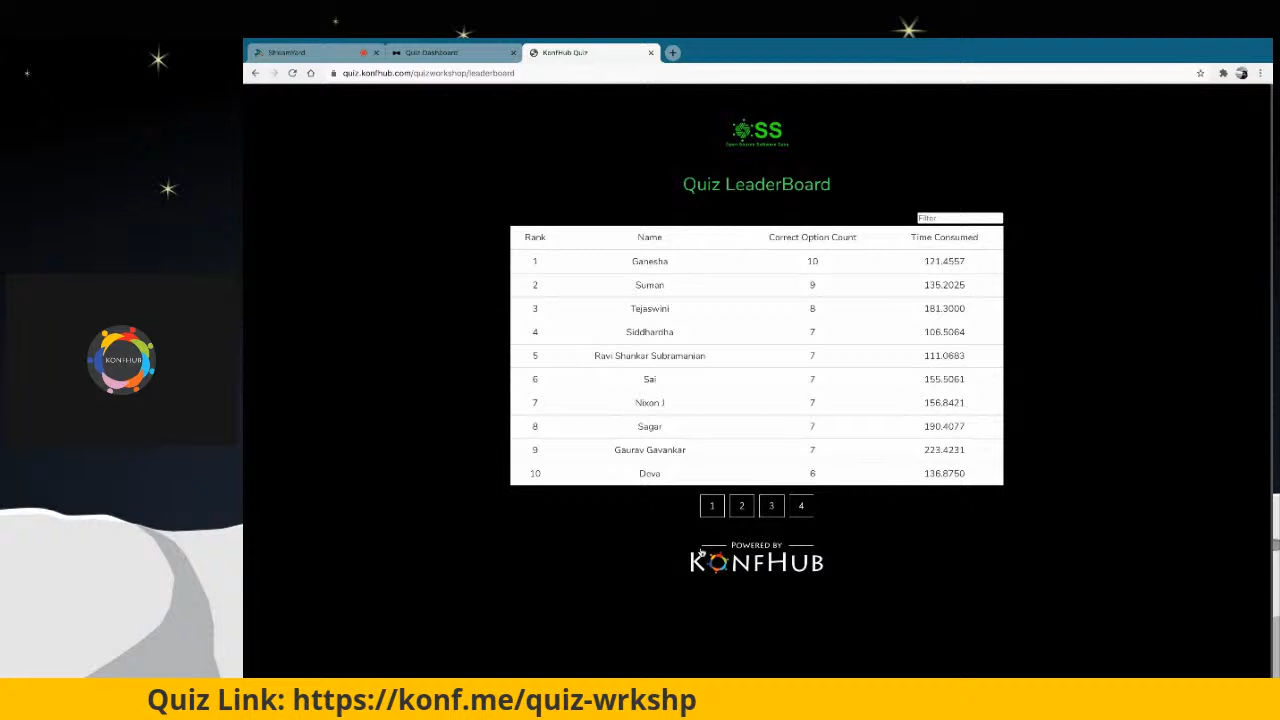 StreamYard
Quiz Dashboard
KonfHub Quiz
quiz.konfhub.com/quizworkshop/leaderboard
SS
Quiz LeaderBoard
Filter
Rank Name Correct Option Count Time Consumed
1 Ganesha 10 121.4557
2 Suman 9 135.2025
3 Tejaswini 8 181.3000
4 Siddhardha 7 106.5064
5 Ravi Shankar Subramanian 7 111.0683
6 Sai 7 155.5061
7 Nixon J 7 156.8421
8 Sagar 7 190.4077
9 Gaurav Gavankar 7 223.4231
10 Deva 6 136.8750
1 2 3 4
POWERED BY
KONFHUB
KONFHUB
Quiz Link: https://konf.me/quiz-wrkshp